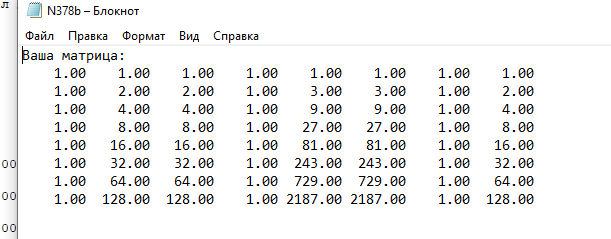 л
N378b – Блокнот
Файл Правка Формат Вид Справка
Ваша матрица:
1.00 1.00 1.00 1.00 1.00 1.00 1.00 1.00
1.00 2.00 2.00 1.00 3.00 3.00 1.00 2.00
1.00 4.00 4.00 1.00 9.00 9.00 1.00 4.00
1.00 8.00 8.00 1.00 27.00 27.00 1.00 8.00
1.00 16.00 16.00 1.00 81.00 81.00 1.00 16.00
1.00 32.00 32.00 1.00 243.00 243.00 1.00 32.00
1.00 64.00 64.00 1.00 729.00 729.00 1.00 64.00
1.00 128.00 128.00 1.00 2187.00 2187.00 1.00 128.00
00
00
00